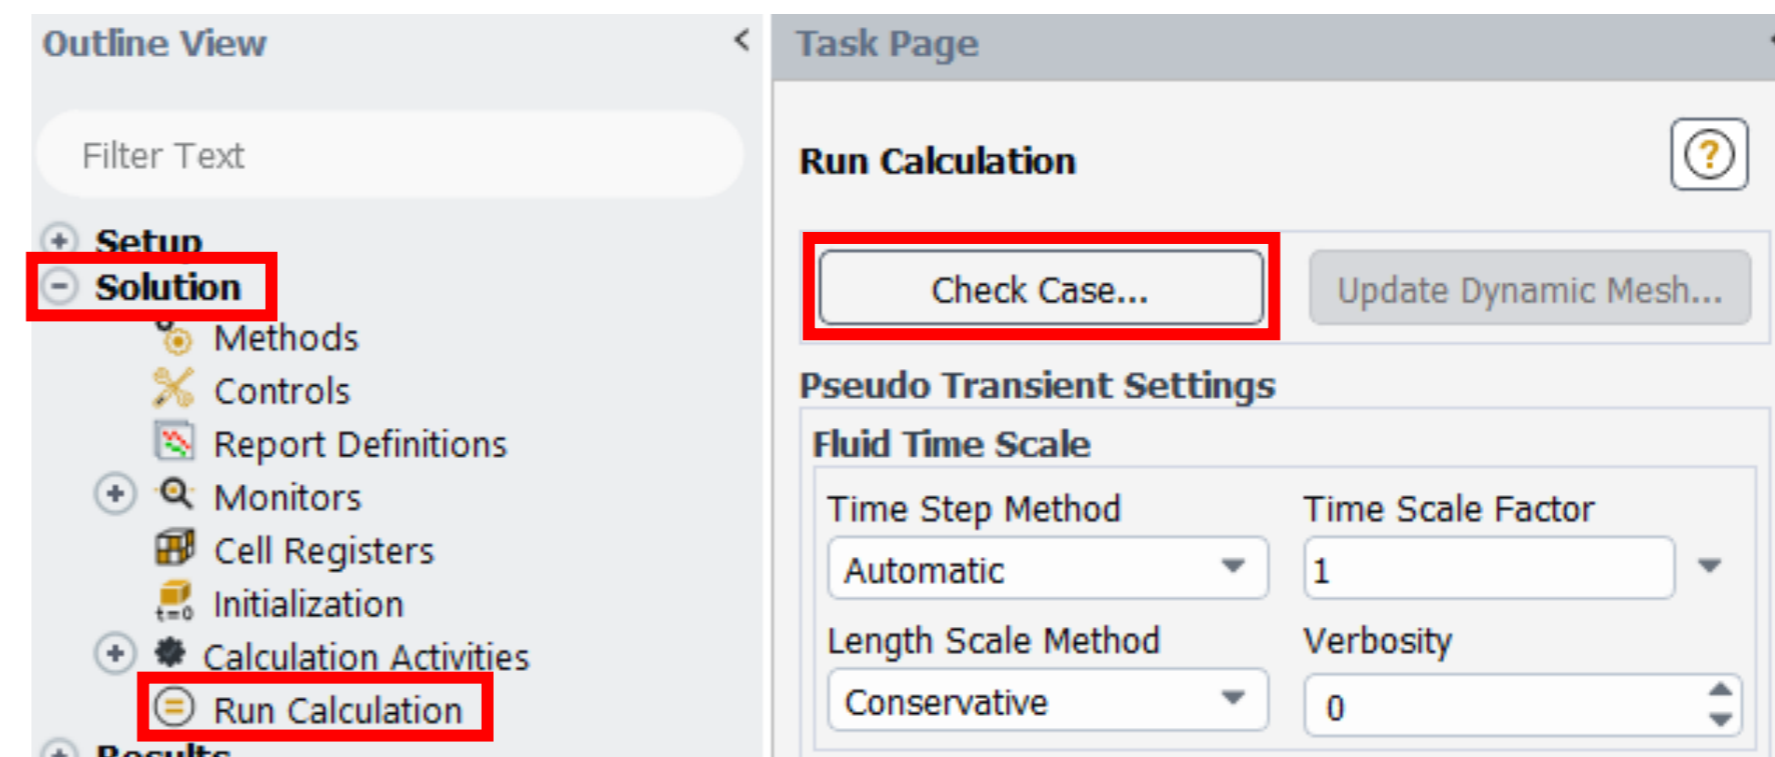 Outline View
Filter Text
Setup
Solution
Methods
Controls
Report Definitions
Monitors
Cell Registers
t=0 Initialization
Calculation Activities
Run Calculation
Results
Task Page
Run Calculation
?
Check Case... Update Dynamic Mesh...
Pseudo Transient Settings
Fluid Time Scale
Time Step Method Time Scale Factor
Automatic 1
Length Scale Method Verbosity
Conservative 0